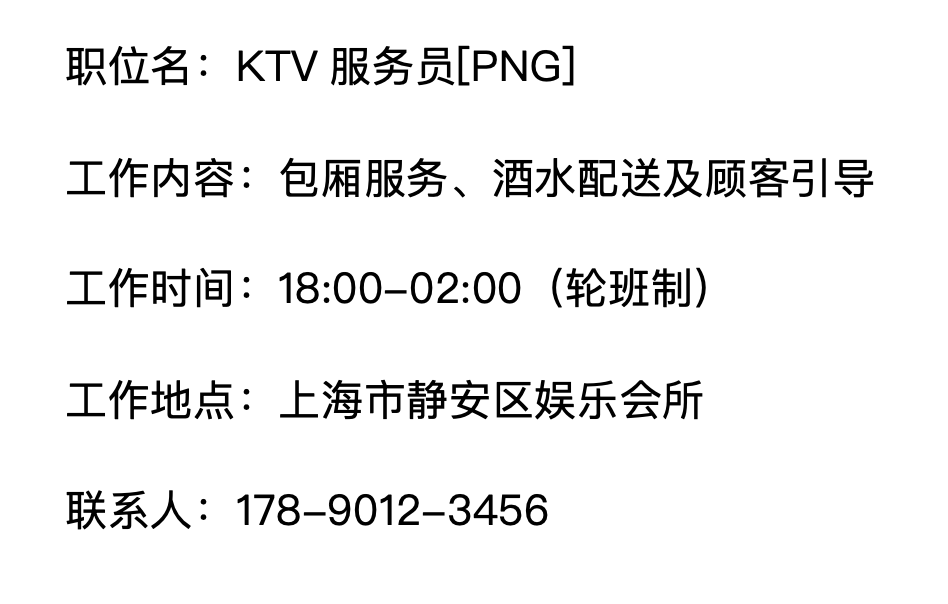 职位名：KTV 服务员[PNG]
工作内容：包厢服务、酒水配送及顾客引导
工作时间：18:00–02:00（轮班制）
工作地点：上海市静安区娱乐会所
联系人：178–9012–3456